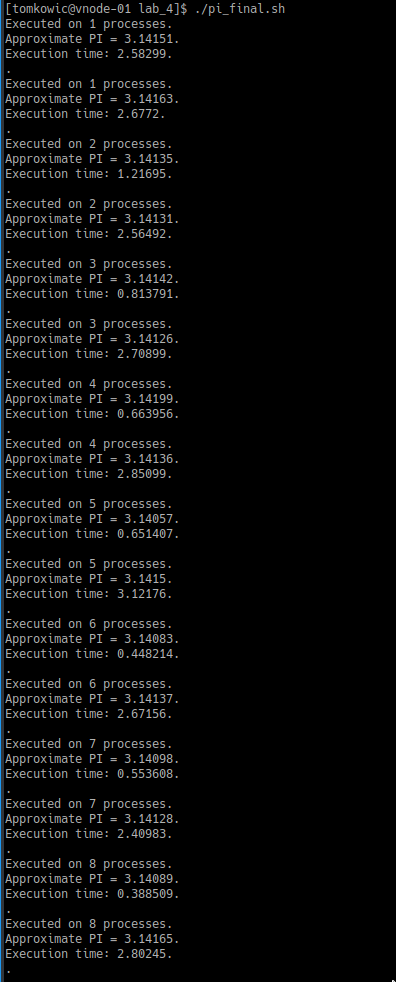 [tomkowic@vnode-01 lab_4]$ ./pi_final.sh
Executed on 1 processes.
Approximate PI = 3.14151.
Execution time: 2.58299.
.
Executed on 1 processes.
Approximate PI = 3.14163.
Execution time: 2.6772.
.
Executed on 2 processes.
Approximate PI = 3.14135.
Execution time: 1.21695.
.
Executed on 2 processes.
Approximate PI = 3.14131.
Execution time: 2.56492.
.
Executed on 3 processes.
Approximate PI = 3.14142.
Execution time: 0.813791.
.
Executed on 3 processes.
Approximate PI = 3.14126.
Execution time: 2.70899.
.
Executed on 4 processes.
Approximate PI = 3.14199.
Execution time: 0.663956.
.
Executed on 4 processes.
Approximate PI = 3.14136.
Execution time: 2.85099.
.
Executed on 5 processes.
Approximate PI = 3.14057.
Execution time: 0.651407.
.
Executed on 5 processes.
Approximate PI = 3.1415.
Execution time: 3.12176.
.
Executed on 6 processes.
Approximate PI = 3.14083.
Execution time: 0.448214.
.
Executed on 6 processes.
Approximate PI = 3.14137.
Execution time: 2.67156.
.
Executed on 7 processes.
Approximate PI = 3.14098.
Execution time: 0.553608.
.
Executed on 7 processes.
Approximate PI = 3.14128.
Execution time: 2.40983.
.
Executed on 8 processes.
Approximate PI = 3.14089.
Execution time: 0.388509.
.
Executed on 8 processes.
Approximate PI = 3.14165.
Execution time: 2.80245.
.